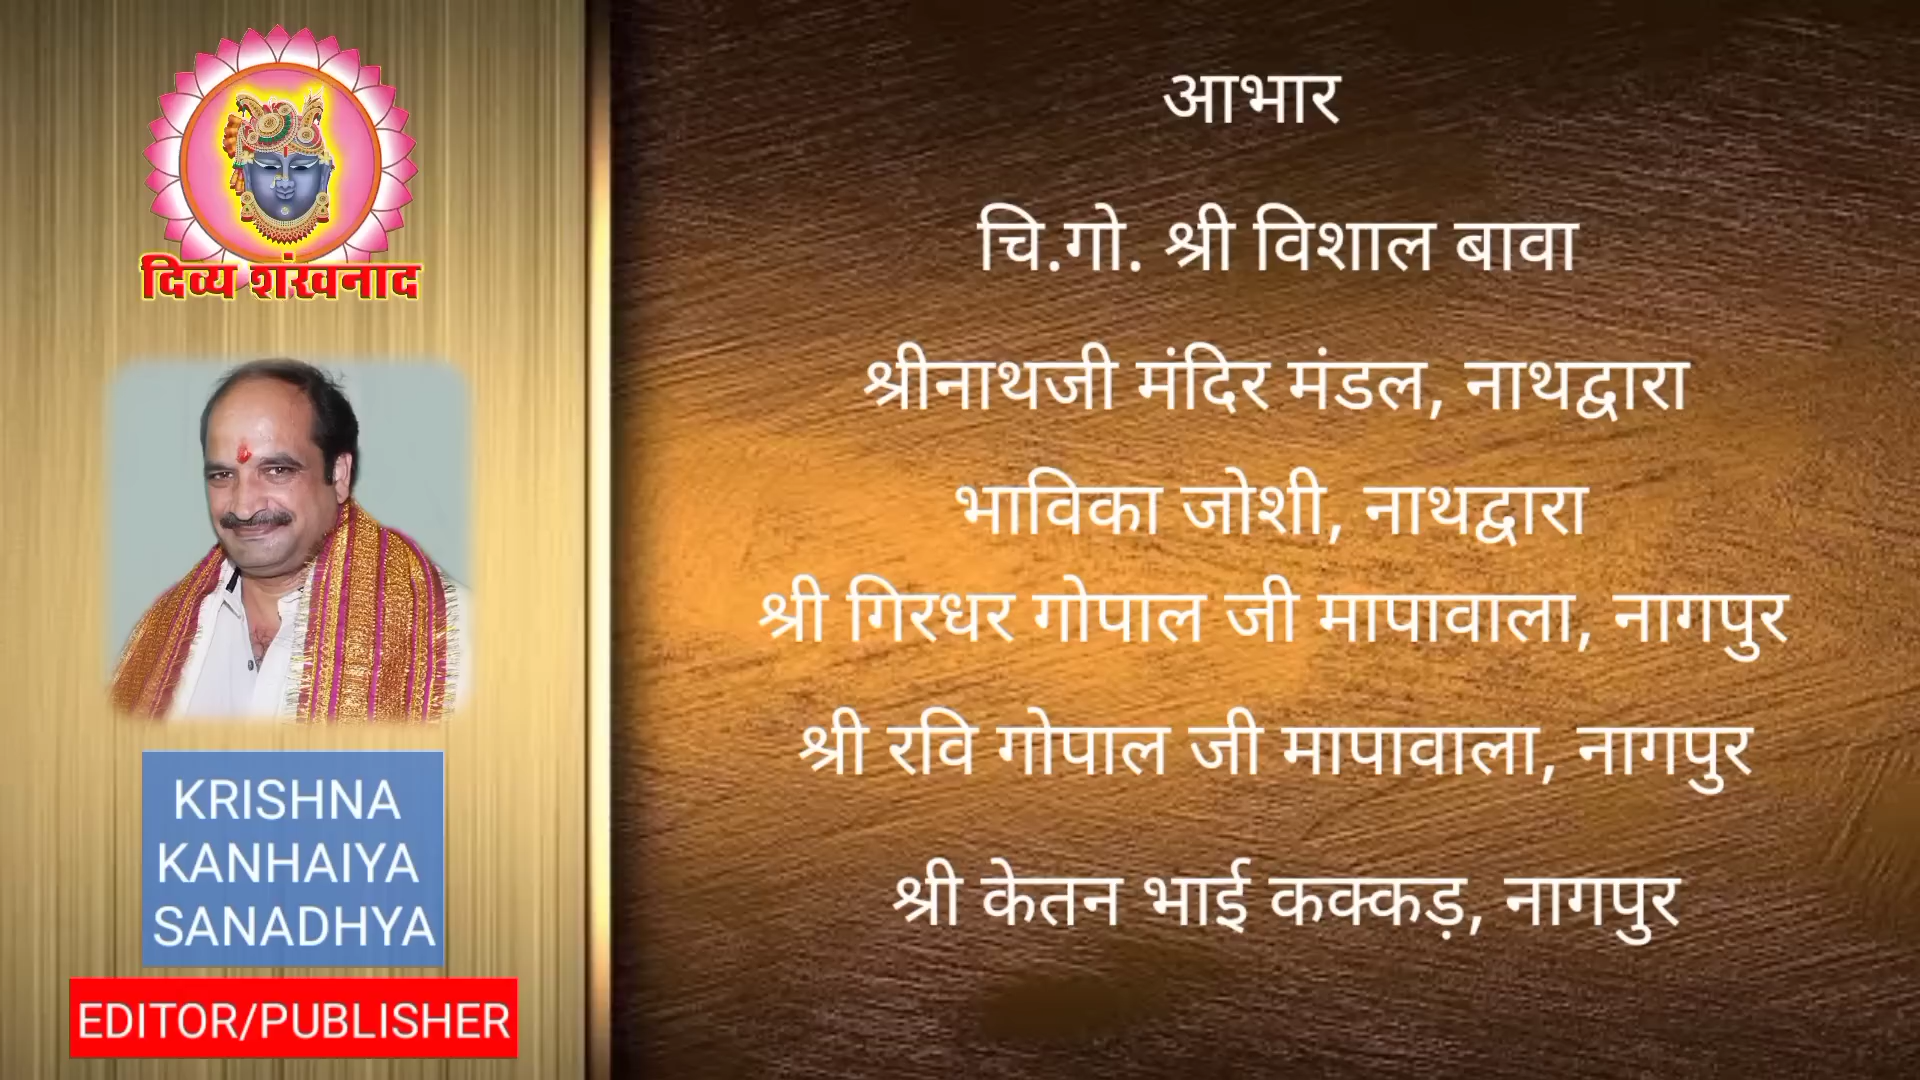 दिव्य शंखनाद
KRISHNA
KANHAIYA
SANADHYA
EDITOR/PUBLISHER
आभार
चि.गो. श्री विशाल बावा
श्रीनाथजी मंदिर मंडल, नाथद्वारा
भाविका जोशी, नाथद्वारा
श्री गिरधर गोपाल जी मापावाला, नागपुर
श्री रवि गोपाल जी मापावाला, नागपुर
श्री केतन भाई कक्कड़, नागपुर